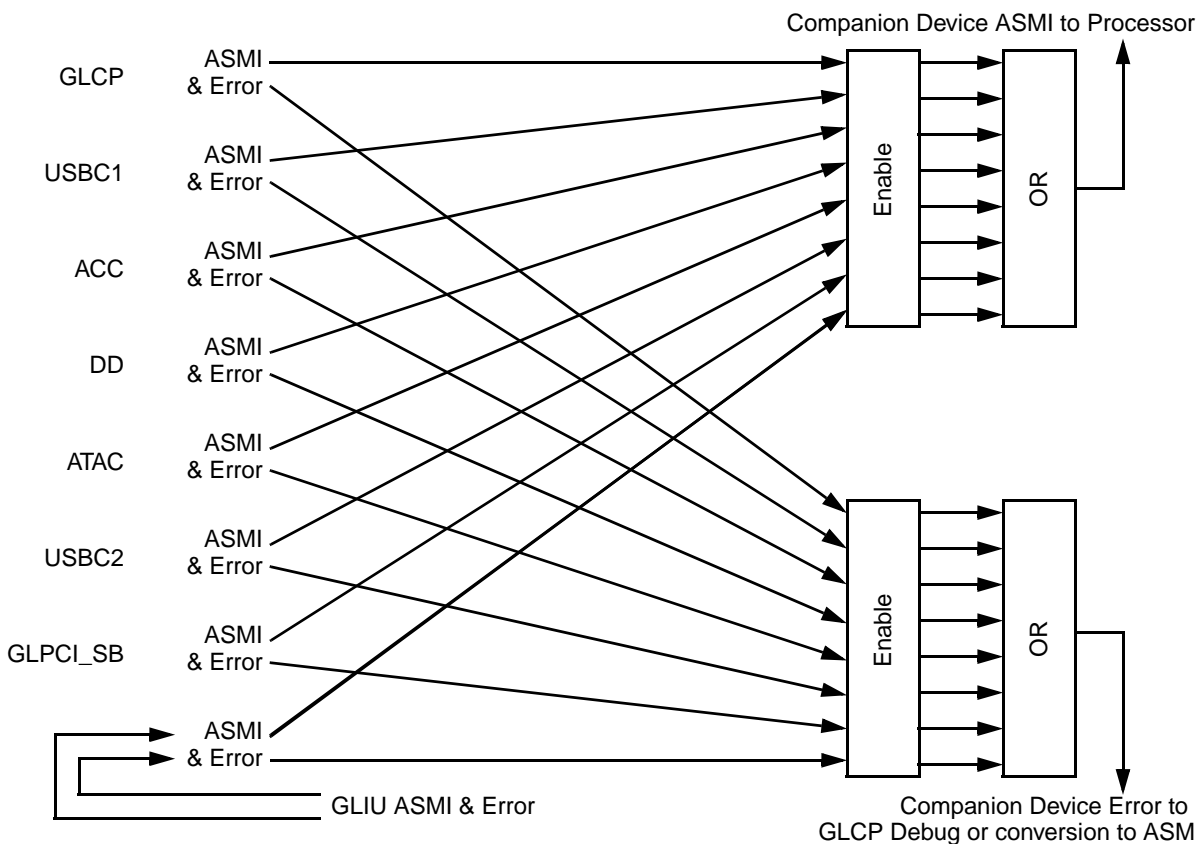 Companion Device ASMI to Processor
GLCP
ASMI
& Error
USBC1
ASMI
& Error
ACC
ASMI
& Error
DD
ASMI
& Error
ATAC
ASMI
& Error
USBC2
ASMI
& Error
GLPCI_SB
ASMI
& Error
ASMI
& Error
GLIU ASMI & Error
Enable
OR
Enable
OR
Companion Device Error to
GLCP Debug or conversion to ASM